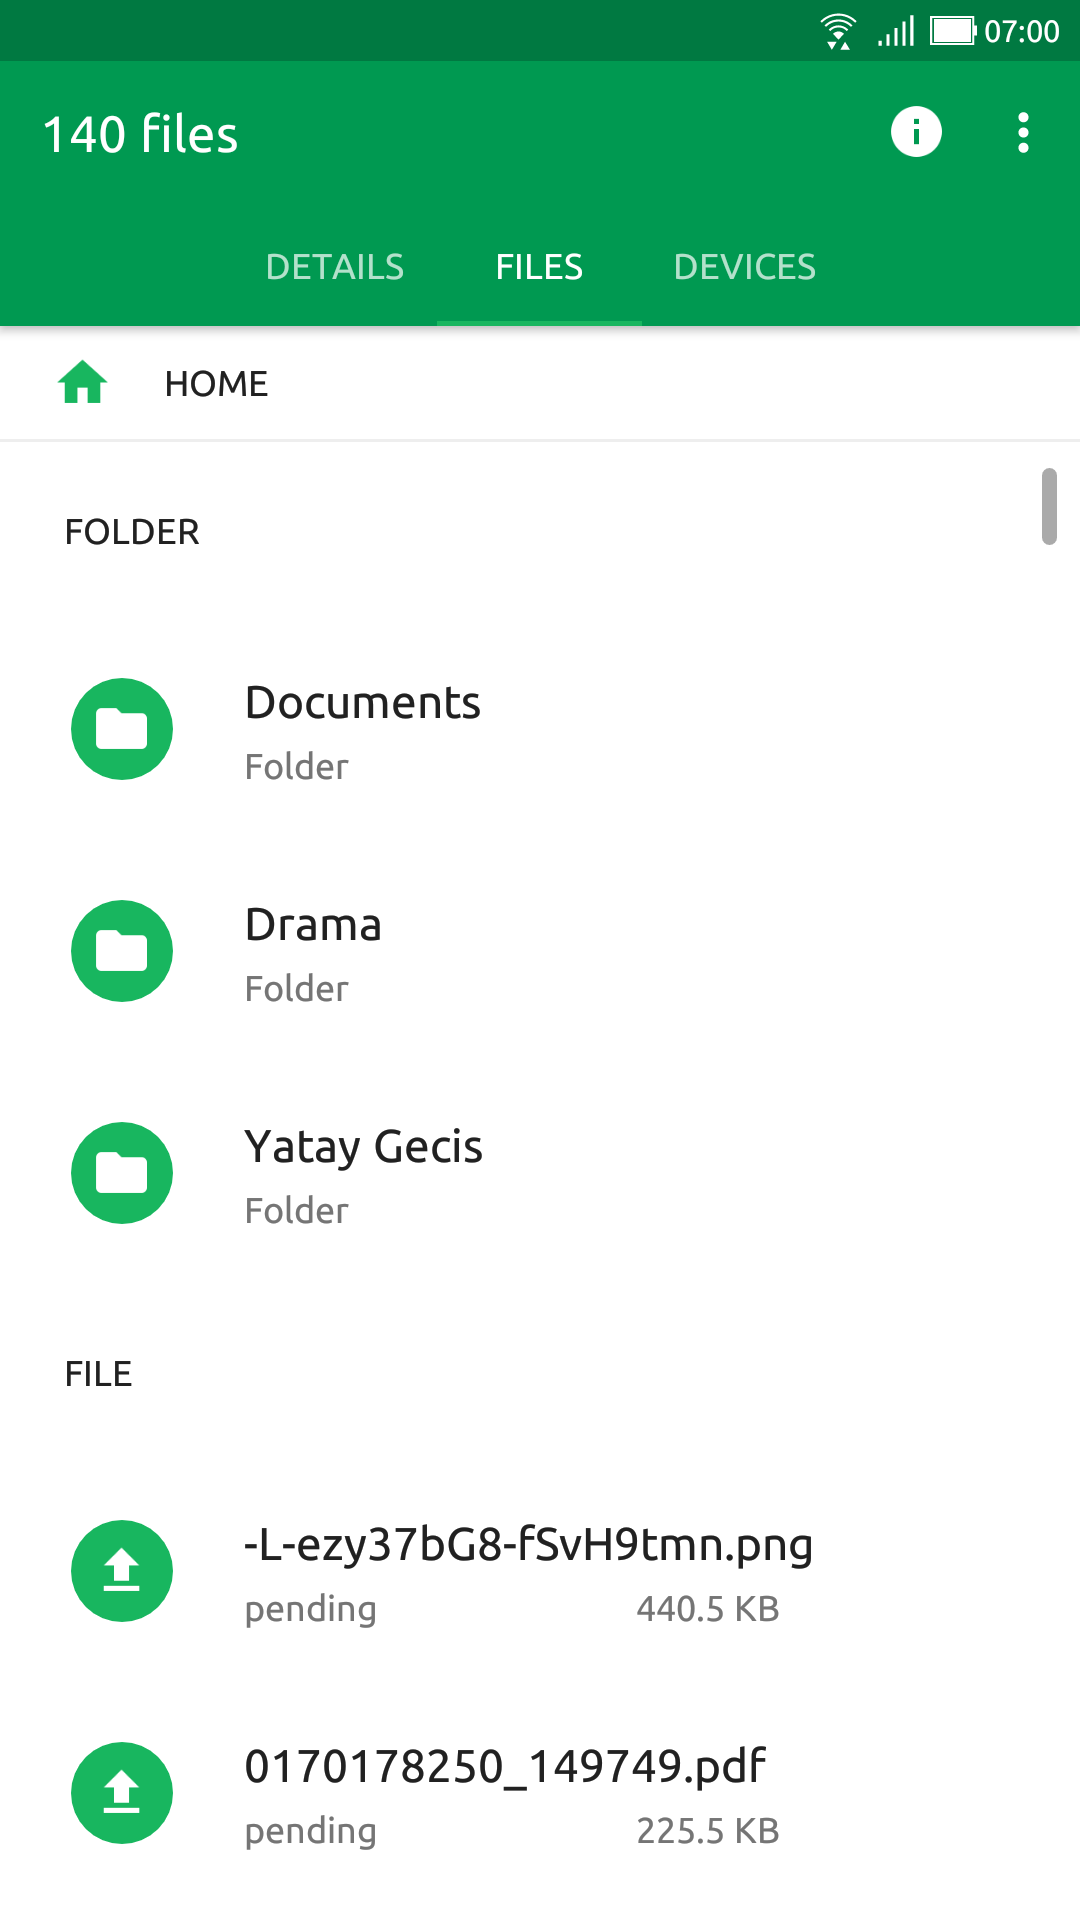 07:00
140 files
DETAILS FILES DEVICES
HOME
FOLDER
Documents
Folder
Drama
Folder
Yatay Gecis
Folder
FILE
-L-ezy37bG8-fSvH9tmn.png
pending 440.5 KB
0170178250_149749.pdf
pending 225.5 KB